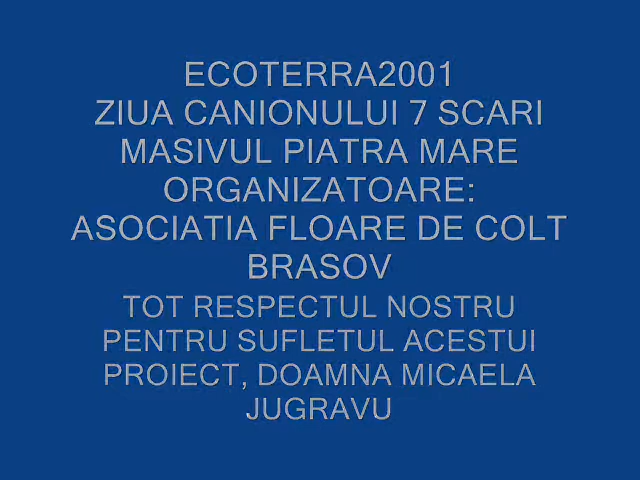 ECOTERRA2001
ZIUA CANIONULUI 7 SCARI
MASIVUL PIATRA MARE
ORGANIZATOARE:
ASOCIATIA FLOARE DE COLT
BRASOV
TOT RESPECTUL NOSTRU
PENTRU SUFLETUL ACESTUI
PROIECT, DOAMNA MICAELA
JUGRAVU